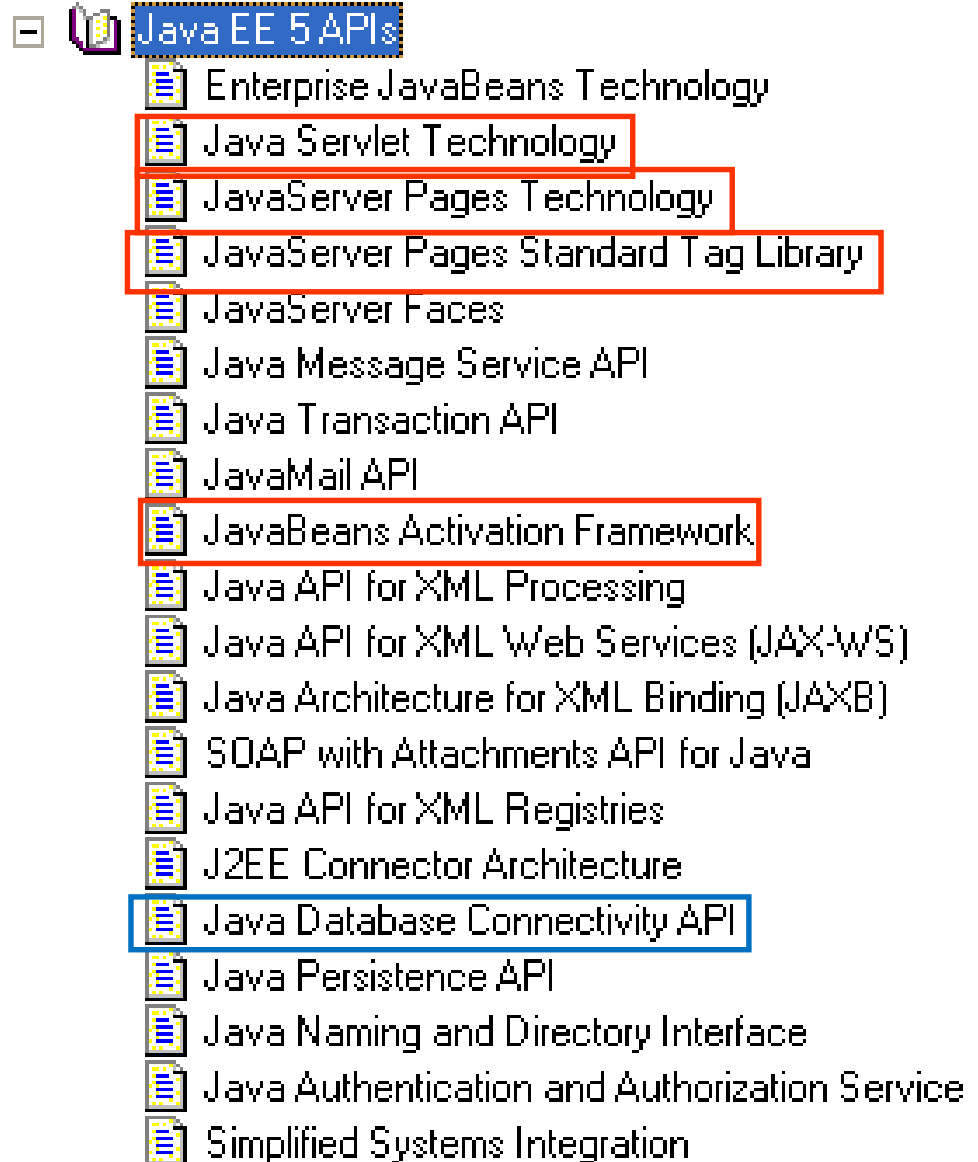 Java EE 5 APIs
Enterprise JavaBeans Technology
Java Servlet Technology
JavaServer Pages Technology
JavaServer Pages Standard Tag Library
JavaServer Faces
Java Message Service API
Java Transaction API
JavaMail API
JavaBeans Activation Framework
Java API for XML Processing
Java API for XML Web Services (JAX-WS)
Java Architecture for XML Binding (JAXB)
SOAP with Attachments API for Java
Java API for XML Registries
J2EE Connector Architecture
Java Database Connectivity API
Java Persistence API
Java Naming and Directory Interface
Java Authentication and Authorization Service
Simplified Systems Integration